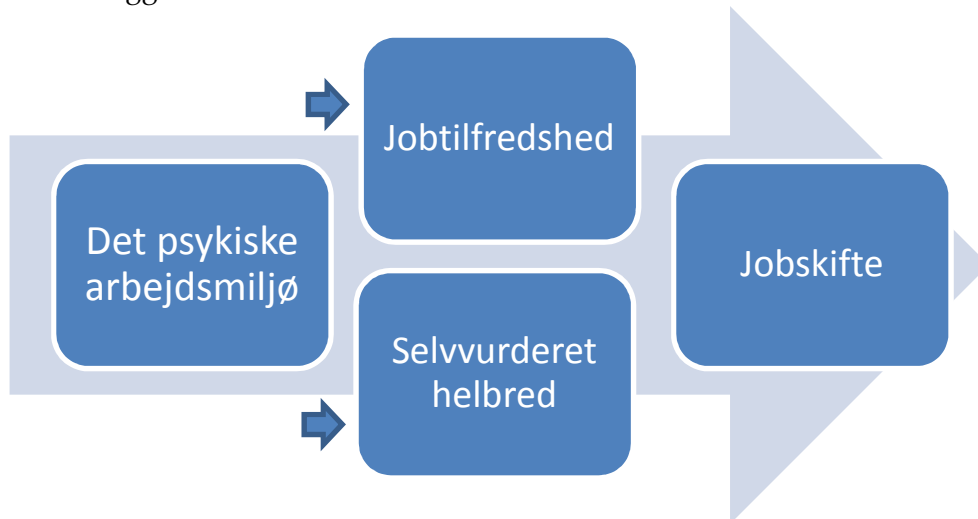 Det psykiske
arbejdsmiljø
Jobtilfredshed
Selvvurderet
helbred
Jobskifte